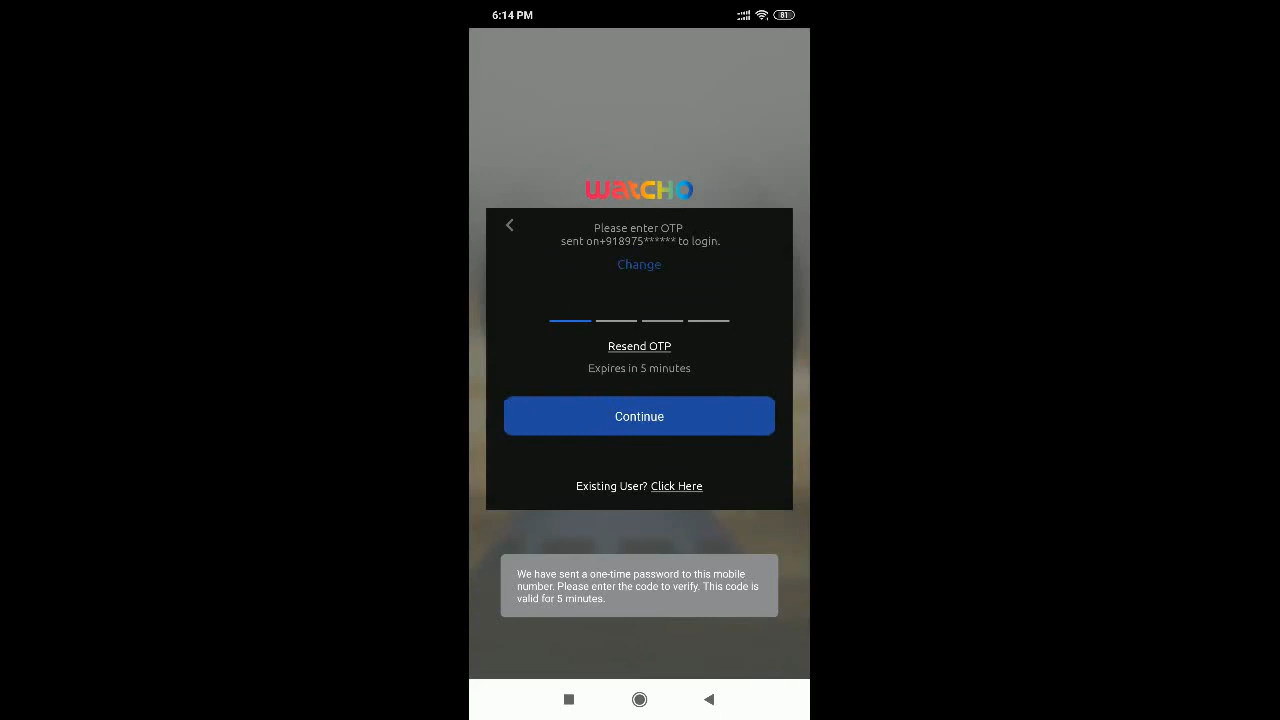 6:14 PM
81
WatcHO
Please enter OTP
sent on+918975****** to login.
Change
Resend OTP
Expires in 5 minutes
Continue
Existing User? Click Here
We have sent a one-time password to this mobile
number. Please enter the code to verify. This code is
valid for 5 minutes.